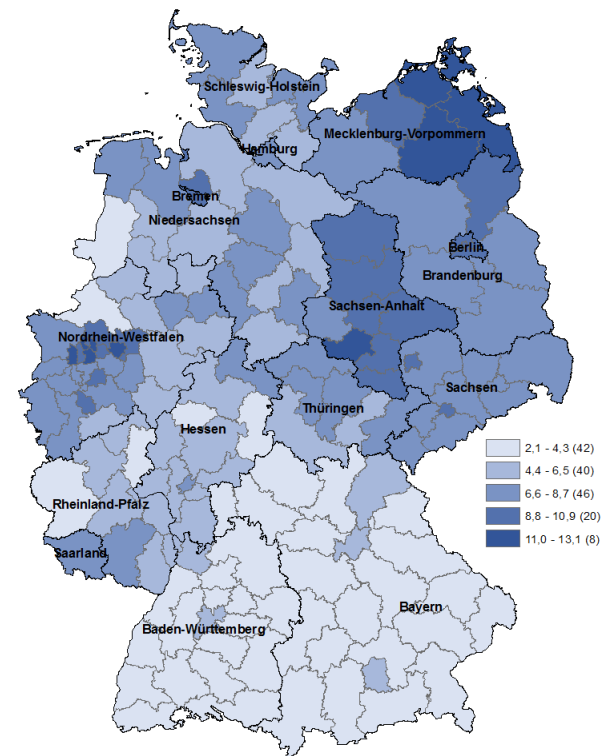 Schleswig-Holstein
Mecklenburg-Vorpommern
Hamburg
Bremen
Niedersachsen
Berlin
Brandenburg
Sachsen-Anhalt
Nordrhein-Westfalen
Sachsen
Thüringen
Hessen
2,1 - 4,3 (42)
4,4 - 6,5 (40)
6,6 - 8,7 (46)
8,8 - 10,9 (20)
11,0 - 13,1 (8)
Rheinland-Pfalz
Saarland
Bayern
Baden-Württemberg